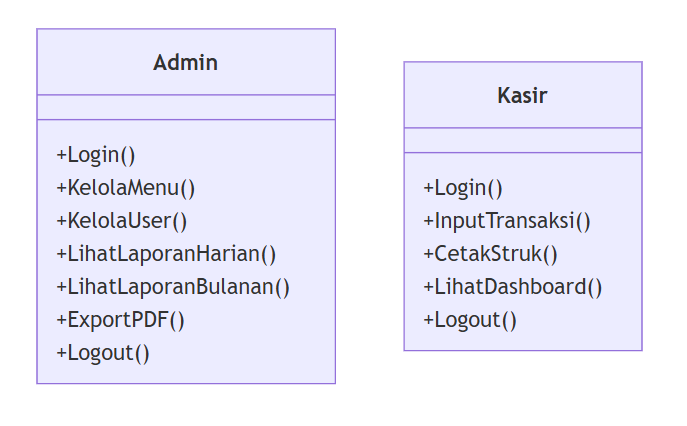 Admin
+Login()
+KelolaMenu()
+KelolaUser()
+LihatLaporanHarian()
+LihatLaporanBulanan()
+ExportPDF()
+Logout()
Kasir
+Login()
+InputTransaksi()
+CetakStruk()
+LihatDashboard()
+Logout()